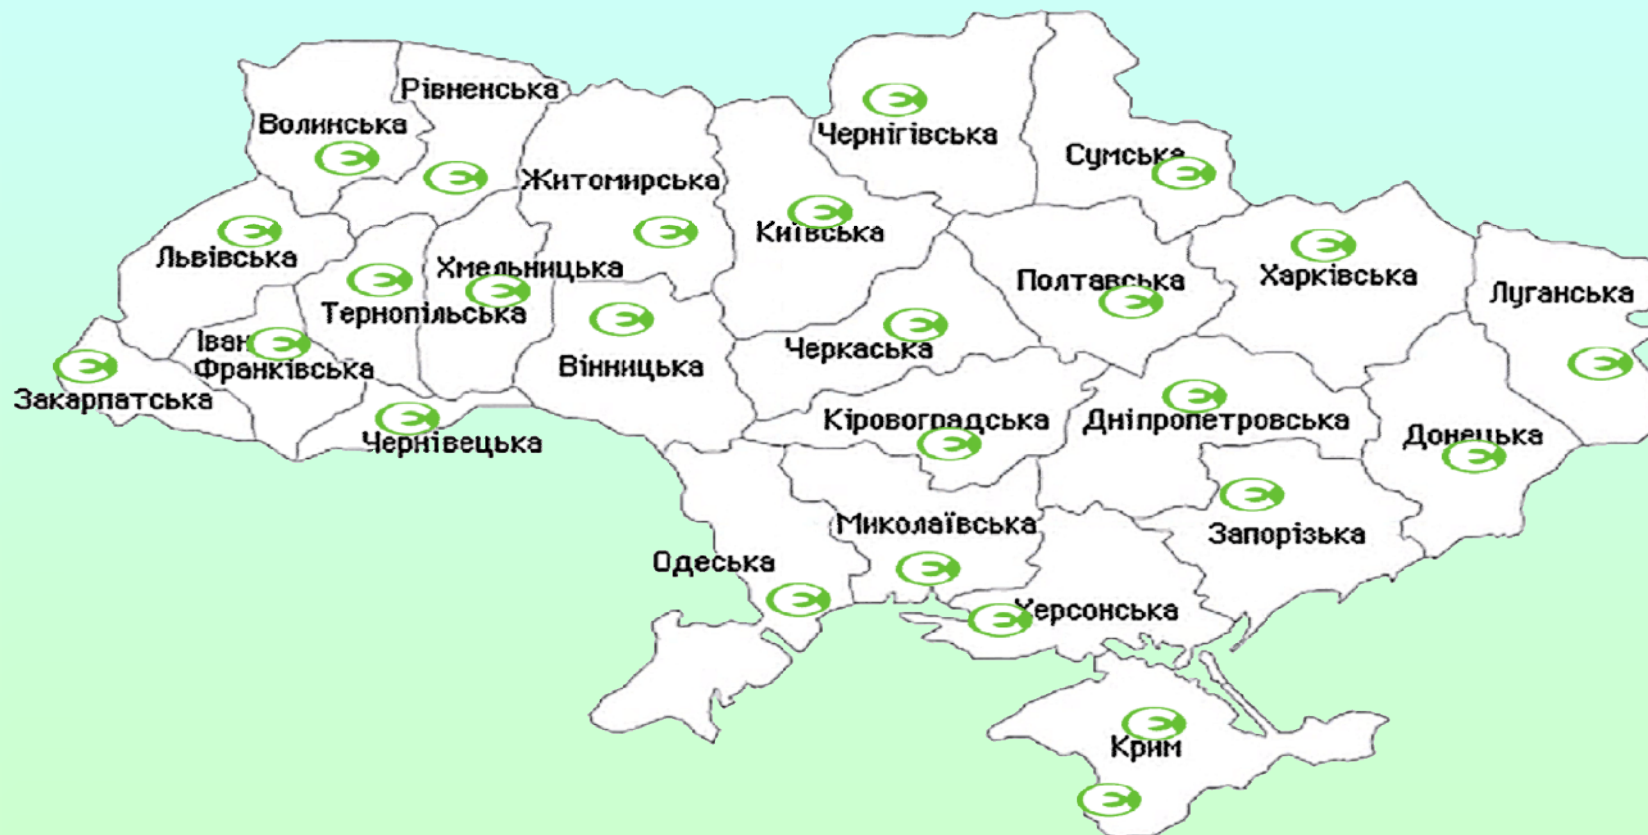 Рівненська
Волинська
Чернігівська
Сумська
Житомирська
Київська
Львівська
Хмельницька
Полтавська
Харківська
Луганська
Тернопільська
Черкаська
Франківська
Вінницька
Закарпатська
Кіровоградська
Дніпропетровська
Донецька
Чернівецька
Миколаївська
Запорізька
Одеська
Херсонська
Крим